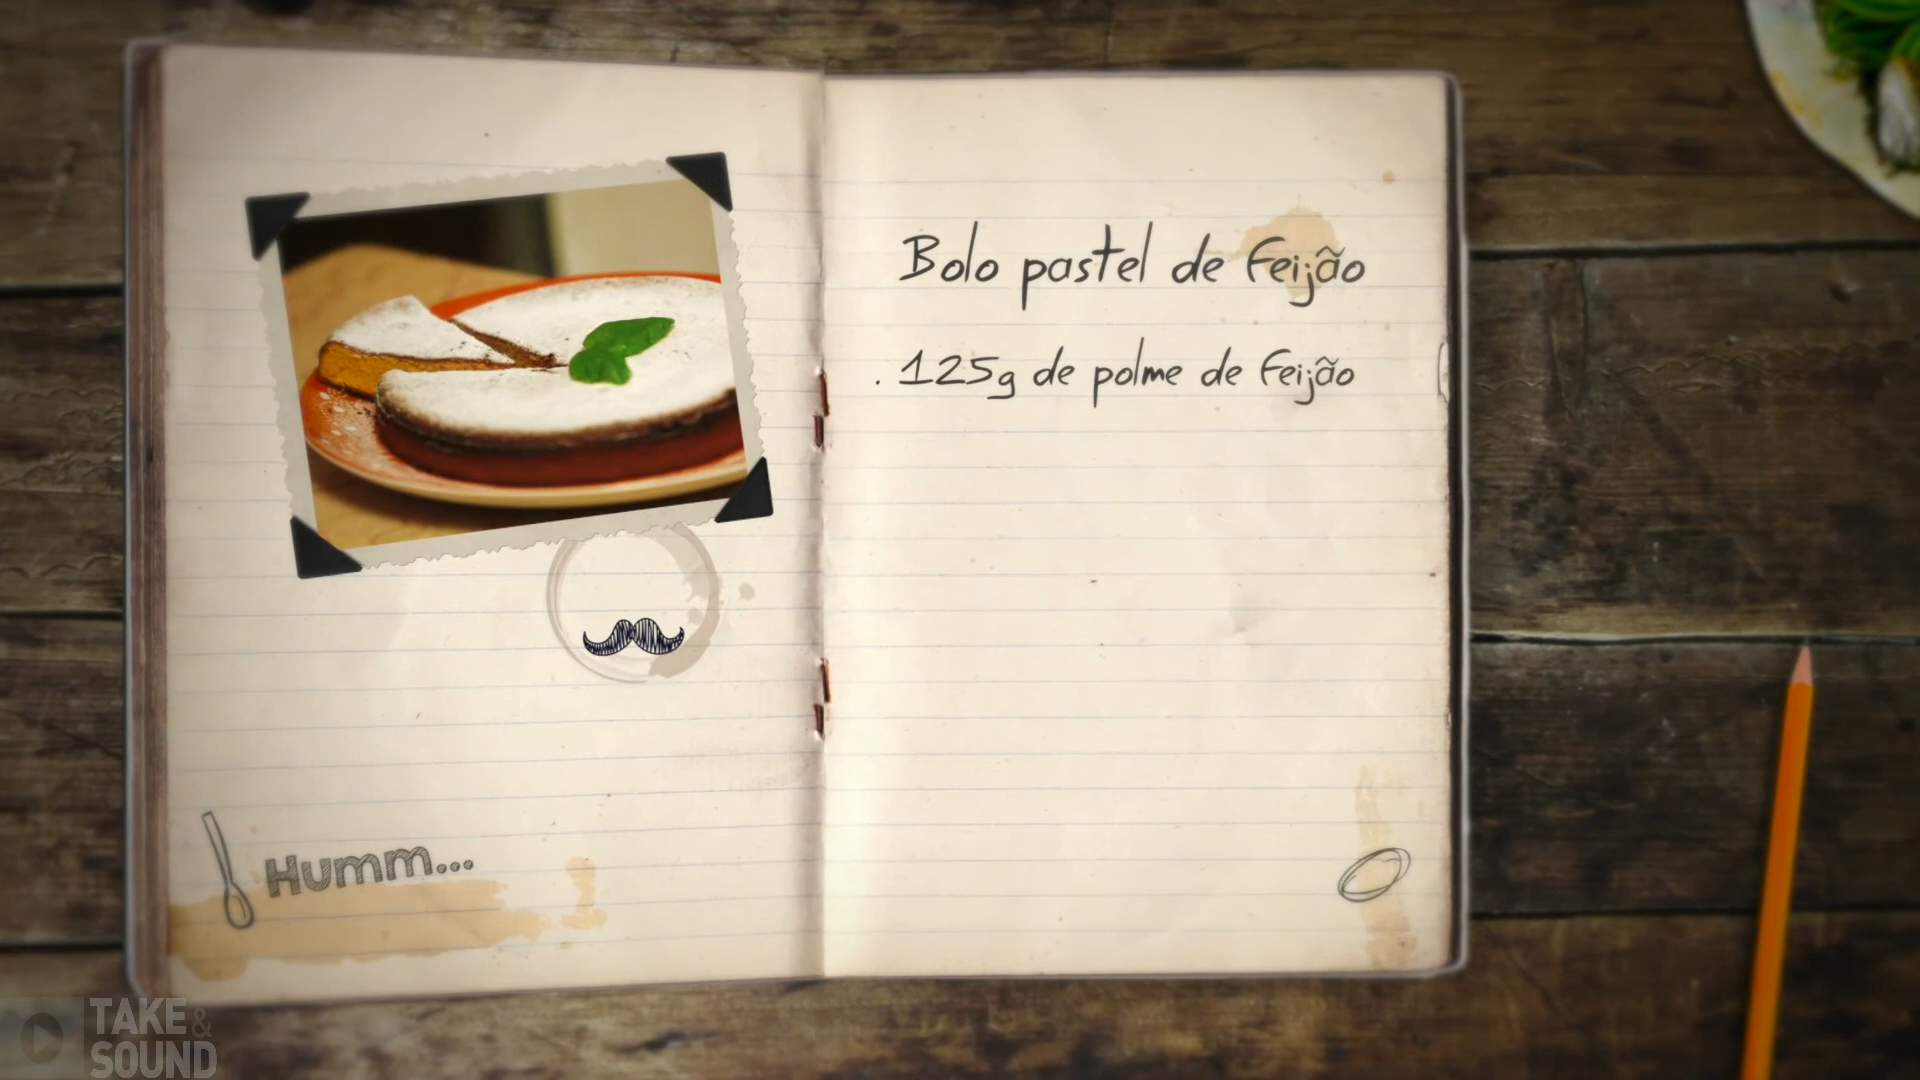 Bolo pastel de feijão
. 125g de polme de feijão
Humm...
TAKE&
SOUND